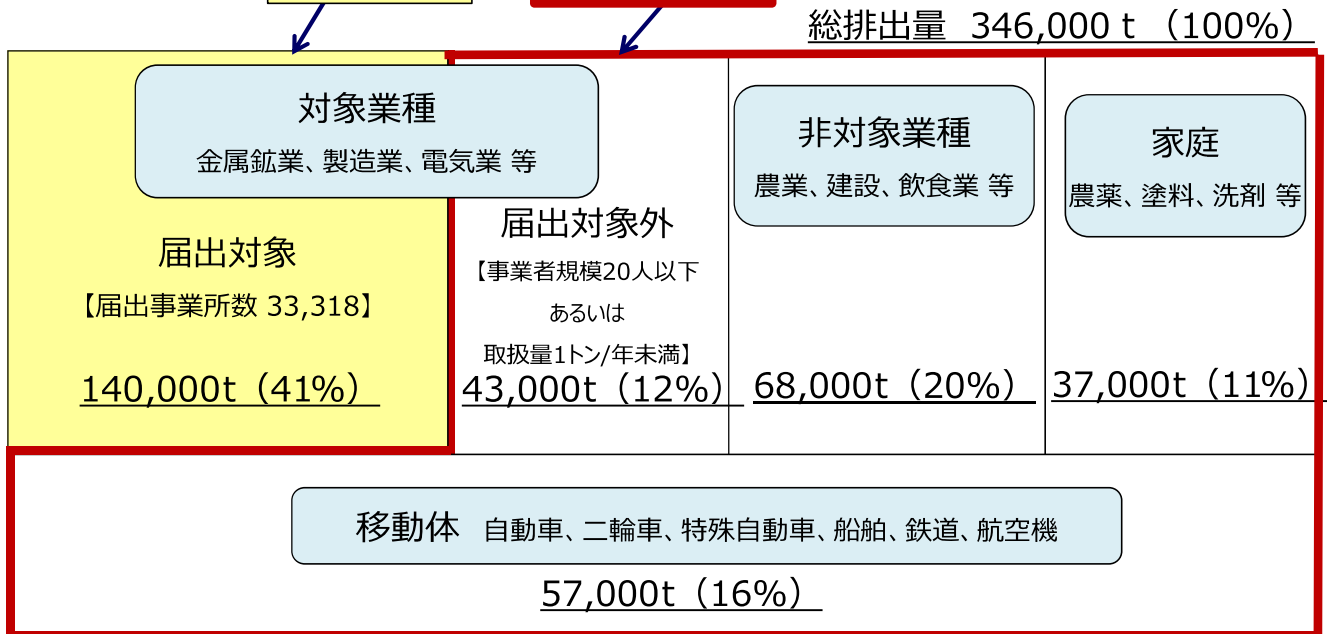 総排出量 346,000 t （100%）
対象業種
金属鉱業、製造業、電気業 等
届出対象
【届出事業所数 33,318】
140,000t（41%）
届出対象外
【事業者規模20人以下
あるいは
取扱量1トン/年未満】
43,000t（12%）
非対象業種
農業、建設、飲食業 等
68,000t（20%）
家庭
農薬、塗料、洗剤 等
37,000t（11%）
移動体 自動車、二輪車、特殊自動車、船舶、鉄道、航空機
57,000t（16%）